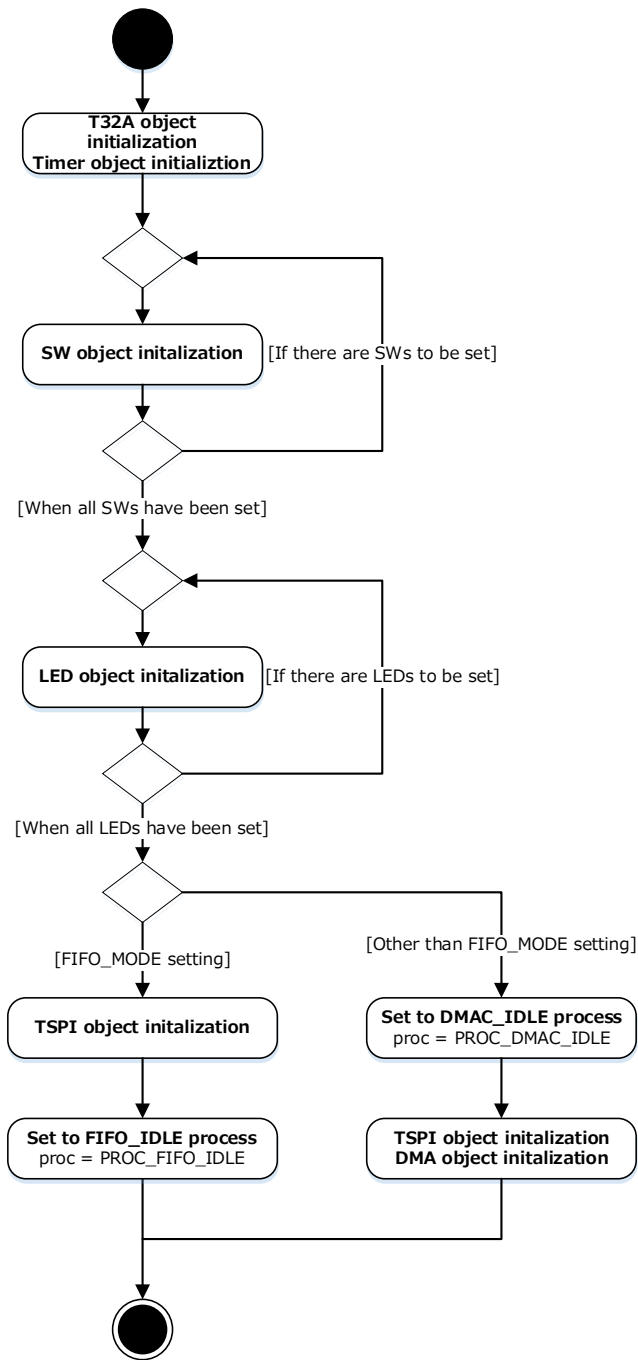 T32A object
initialization
Timer object initializtion
SW object initalization
[If there are SWs to be set]
[When all SWs have been set]
LED object initalization
[If there are LEDs to be set]
[When all LEDs have been set]
[FIFO_MODE setting]
[Other than FIFO_MODE setting]
TSPI object initalization
Set to DMAC_IDLE process
proc = PROC_DMAC_IDLE
Set to FIFO_IDLE process
proc = PROC_FIFO_IDLE
TSPI object initalization
DMA object initalization